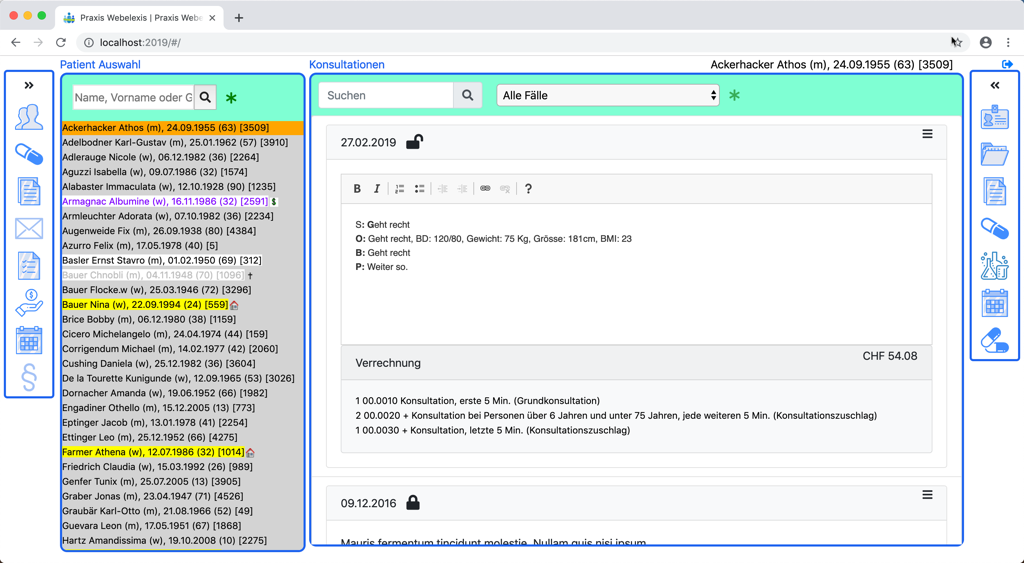 Praxis Webelexis | Praxis Webe
localhost:2019/#/
Patient Auswahl
Konsultationen
Ackerhacker Athos (m), 24.09.1955 (63) [3509]
Name, Vorname oder G
Suchen
Alle Fälle
Ackerhacker Athos (m), 24.09.1955 (63) [3509]
Adelbodner Karl-Gustav (m), 25.01.1962 (57) [3910]
Adlerauge Nicole (w), 06.12.1982 (36) [2264]
Aguzzi Isabella (w), 09.07.1986 (32) [1574]
Alabaster Immaculata (w), 12.10.1928 (90) [1235]
Armagnac Albumine (w), 16.11.1986 (32) [2591] $
Armleuchter Adorata (w), 07.10.1982 (36) [2234]
Augenweide Fix (m), 26.09.1938 (80) [4384]
Azurro Felix (m), 17.05.1978 (40) [5]
Basler Ernst Stavro (m), 01.02.1950 (69) [312]
Bauer Chnobli (m), 04.11.1948 (70) [1096] ✝
Bauer Flocke.w (w), 25.03.1946 (72) [3296]
Bauer Nina (w), 22.09.1994 (24) [559]
Brice Bobby (m), 06.12.1980 (38) [1159]
Cicero Michelangelo (m), 24.04.1974 (44) [159]
Corrigendum Michael (m), 14.02.1977 (42) [2060]
Cushing Daniela (w), 25.12.1982 (36) [3604]
De la Tourette Kunigunde (w), 12.09.1965 (53) [3026]
Dornacher Amanda (w), 19.06.1952 (66) [1982]
Engadiner Othello (m), 15.12.2005 (13) [773]
Eptinger Jacob (m), 13.01.1978 (41) [2254]
Ettinger Leo (m), 25.12.1952 (66) [4275]
Farmer Athena (w), 12.07.1986 (32) [1014]
Friedrich Claudia (w), 15.03.1992 (26) [989]
Genfer Tunix (m), 25.07.2005 (13) [3905]
Graber Jonas (m), 23.04.1947 (71) [4526]
Graubär Karl-Otto (m), 21.08.1966 (52) [49]
Guevara Leon (m), 17.05.1951 (67) [1868]
Hartz Amandissima (w), 19.10.2008 (10) [2275]
27.02.2019
B I ?
S: Geht recht
O: Geht recht, BD: 120/80, Gewicht: 75 Kg, Grösse: 181cm, BMI: 23
B: Geht recht
P: Weiter so.
Verrechnung
CHF 54.08
1 00.0010 Konsultation, erste 5 Min. (Grundkonsultation)
2 00.0020 + Konsultation bei Personen über 6 Jahren und unter 75 Jahren, jede weiteren 5 Min. (Konsultationszuschlag)
1 00.0030 + Konsultation, letzte 5 Min. (Konsultationszuschlag)
09.12.2016
Mauris fermentum tincidunt molestie. Nullam quis nisi ipsum